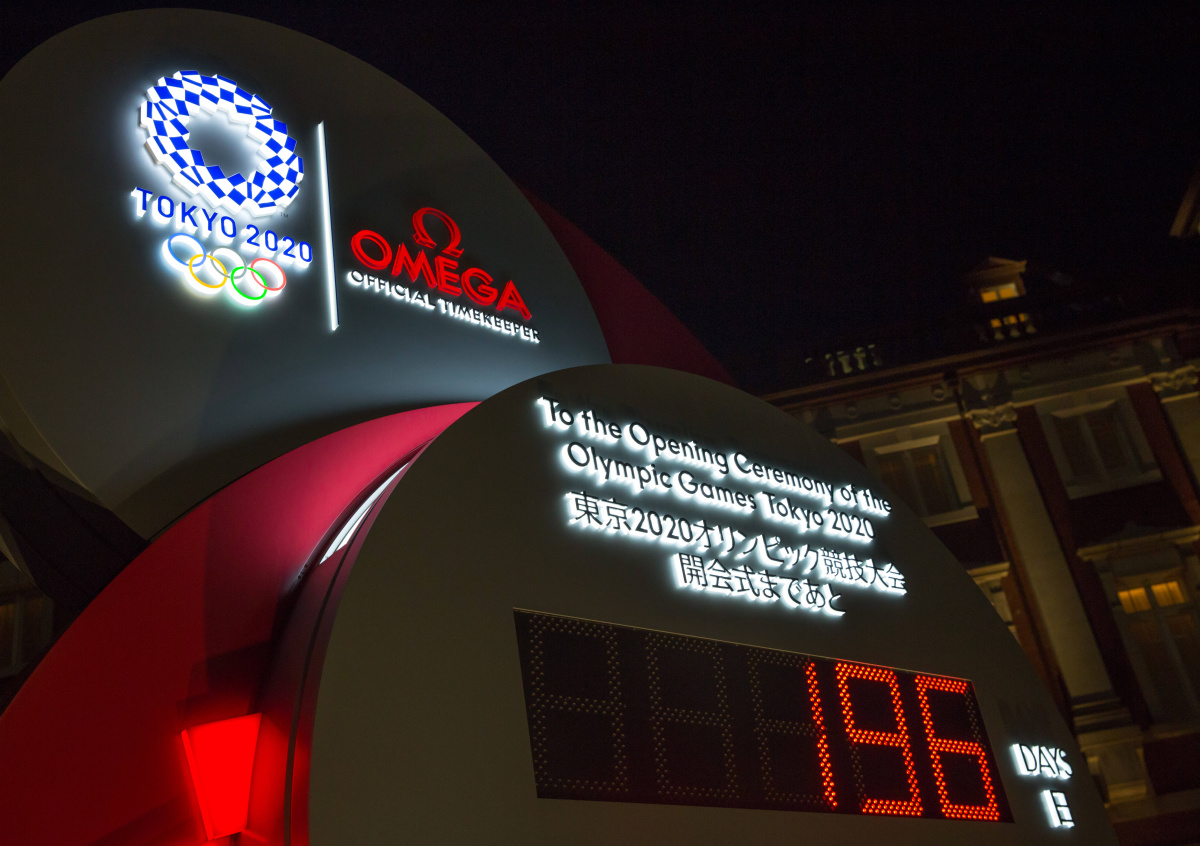 TOKYO 2020
Ω
OMEGA
OFFICIAL TIMEKEEPER
To the Opening Ceremony of the
Olympic Games Tokyo 2020
東京2020オリンピック競技大会
開会式まであと
196
DAYS
日